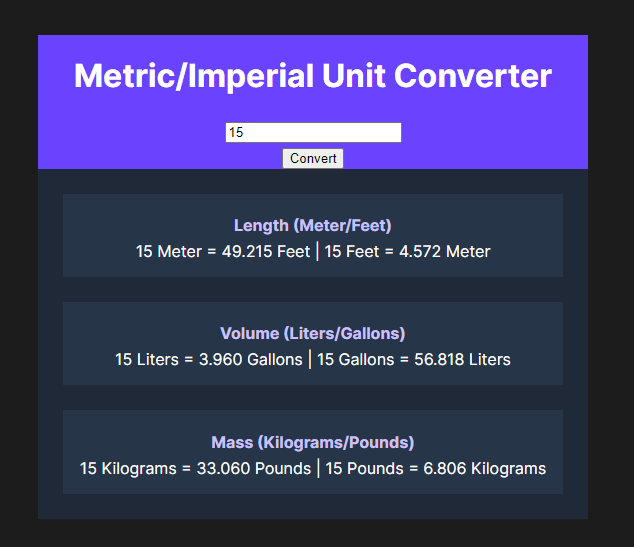 Metric/Imperial Unit Converter
15
Convert
Length (Meter/Feet)
15 Meter = 49.215 Feet | 15 Feet = 4.572 Meter
Volume (Liters/Gallons)
15 Liters = 3.960 Gallons | 15 Gallons = 56.818 Liters
Mass (Kilograms/Pounds)
15 Kilograms = 33.060 Pounds | 15 Pounds = 6.806 Kilograms